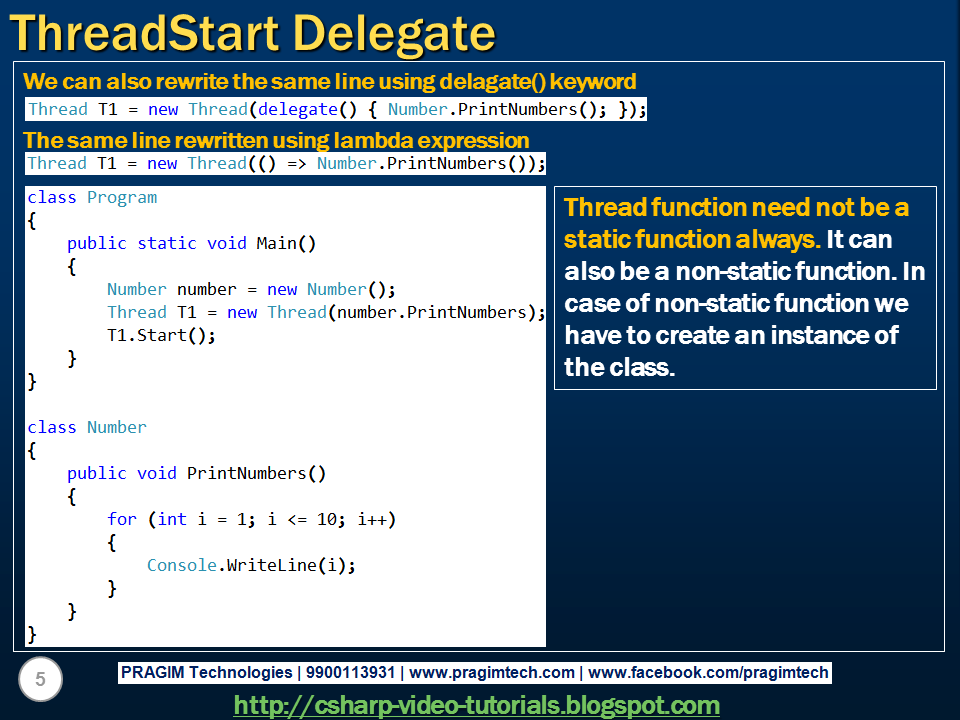 ThreadStart Delegate
We can also rewrite the same line using delagate() keyword
Thread T1 = new Thread(delegate() { Number.PrintNumbers(); });
The same line rewritten using lambda expression
Thread T1 = new Thread(() => Number.PrintNumbers());
class Program
{
    public static void Main()
    {
        Number number = new Number();
        Thread T1 = new Thread(number.PrintNumbers);
        T1.Start();
    }
}
class Number
{
    public void PrintNumbers()
    {
        for (int i = 1; i <= 10; i++)
        {
            Console.WriteLine(i);
        }
    }
}
Thread function need not be a
static function always. It can
also be a non-static function. In
case of non-static function we
have to create an instance of
the class.
5
PRAGIM Technologies | 9900113931 | www.pragimtech.com | www.facebook.com/pragimtech
http://csharp-video-tutorials.blogspot.com